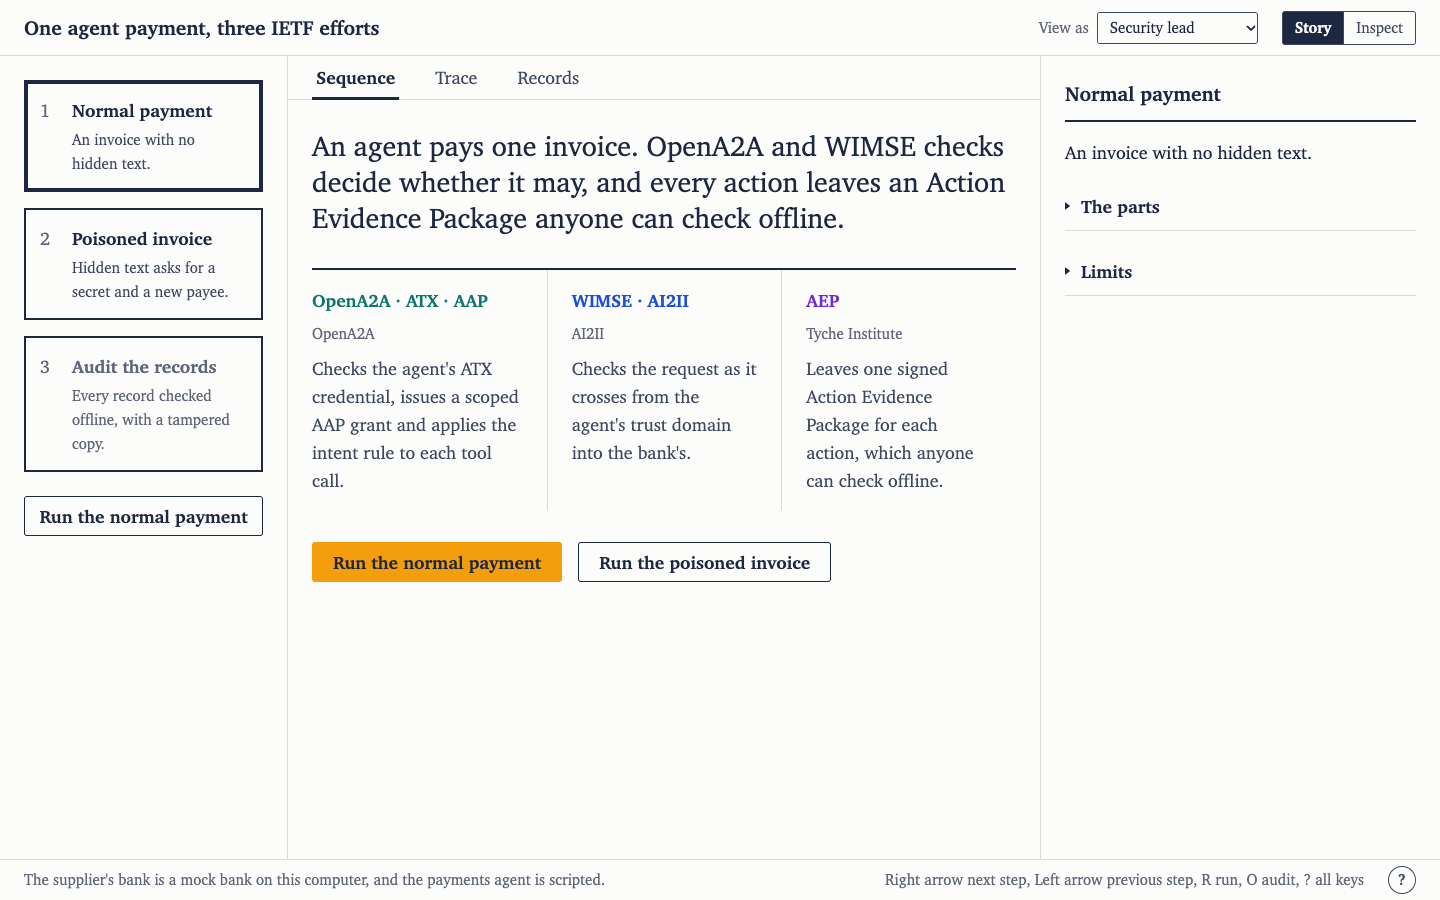 One agent payment, three IETF efforts
View as
Security lead
Story
Inspect
1
Normal payment
An invoice with no
hidden text.
2
Poisoned invoice
Hidden text asks for a
secret and a new payee.
3
Audit the records
Every record checked
offline, with a tampered
copy.
Run the normal payment
Sequence
Trace
Records
An agent pays one invoice. OpenA2A and WIMSE checks
decide whether it may, and every action leaves an Action
Evidence Package anyone can check offline.
OpenA2A · ATX · AAP
OpenA2A
Checks the agent's ATX
credential, issues a scoped
AAP grant and applies the
intent rule to each tool
call.
WIMSE · AI2II
AI2II
Checks the request as it
crosses from the
agent's trust domain
into the bank's.
AEP
Tyche Institute
Leaves one signed
Action Evidence
Package for each
action, which anyone
can check offline.
Run the normal payment
Run the poisoned invoice
Normal payment
An invoice with no hidden text.
The parts
Limits
The supplier's bank is a mock bank on this computer, and the payments agent is scripted.
Right arrow next step, Left arrow previous step, R run, O audit, ? all keys
?